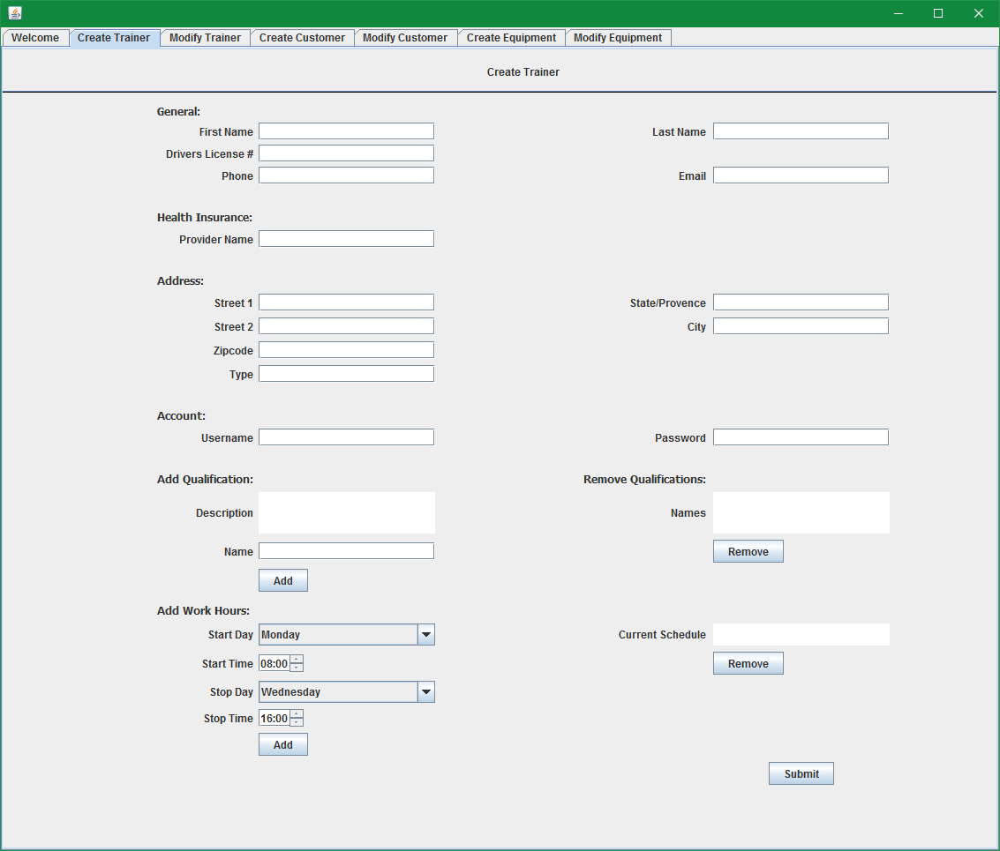 Welcome Create Trainer Modify Trainer Create Customer Modify Customer Create Equipment Modify Equipment
Create Trainer
General:
First Name Last Name
Drivers License #
Phone Email
Health Insurance:
Provider Name
Address:
Street 1 State/Provence
Street 2 City
Zipcode
Type
Account:
Username Password
Add Qualification: Remove Qualifications:
Description Names
Name Remove
Add
Add Work Hours:
Start Day Monday Current Schedule
Start Time 08:00 Remove
Stop Day Wednesday
Stop Time 16:00
Add
Submit